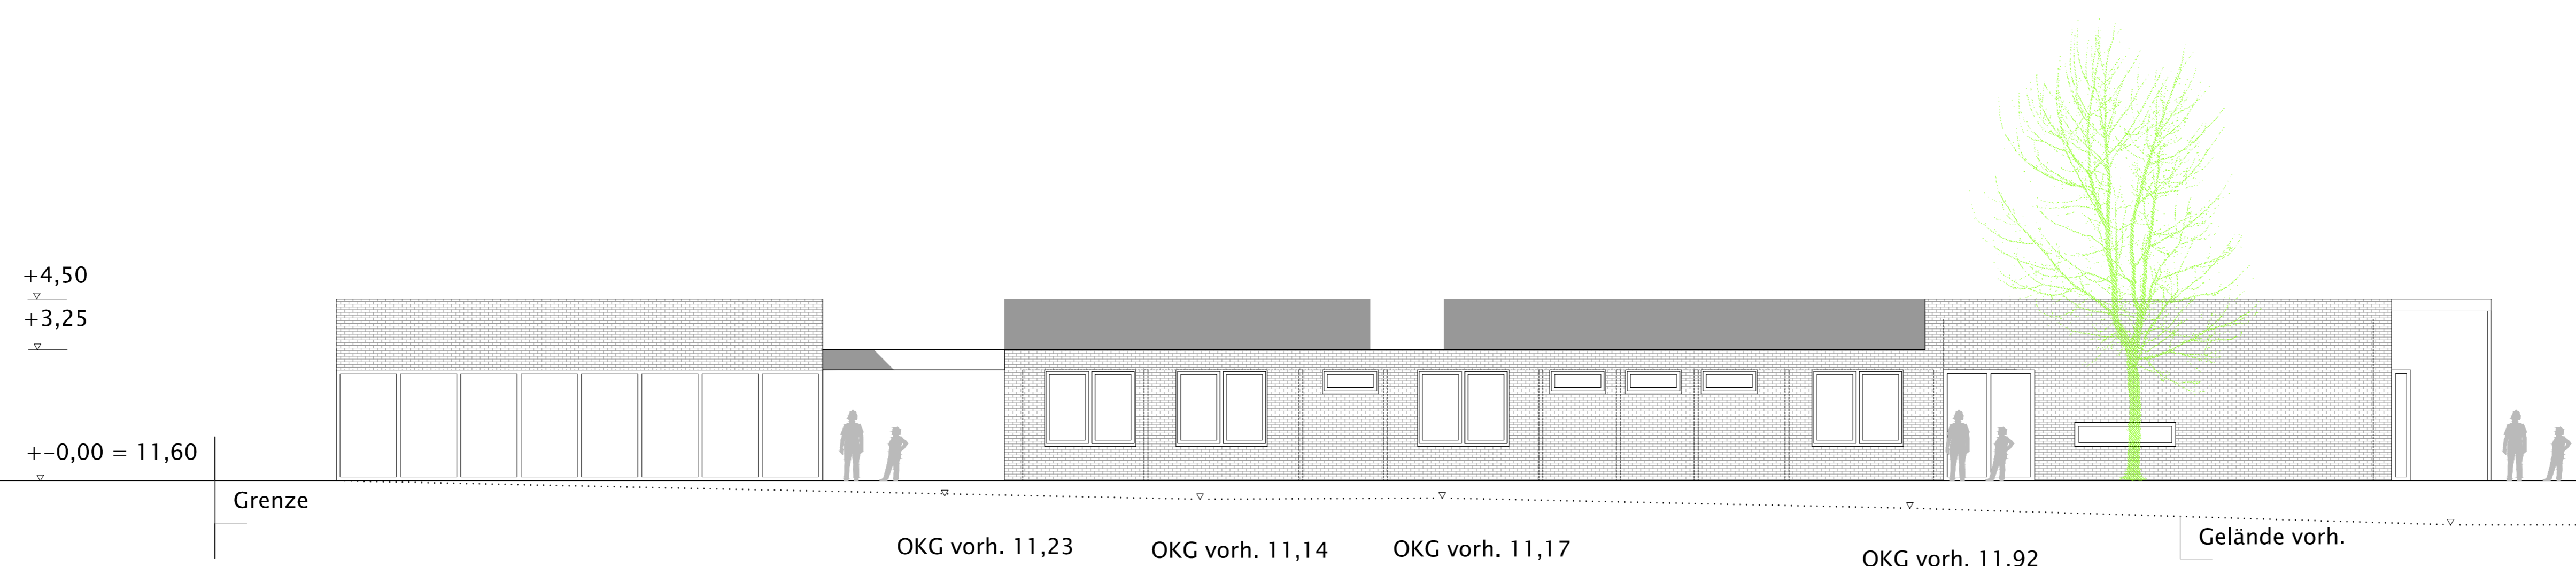 +4,50
+3,25
+-0,00 = 11,60
Grenze
OKG vorh. 11,23
OKG vorh. 11,14
OKG vorh. 11,17
OKG vorh. 11,92
Gelände vorh.